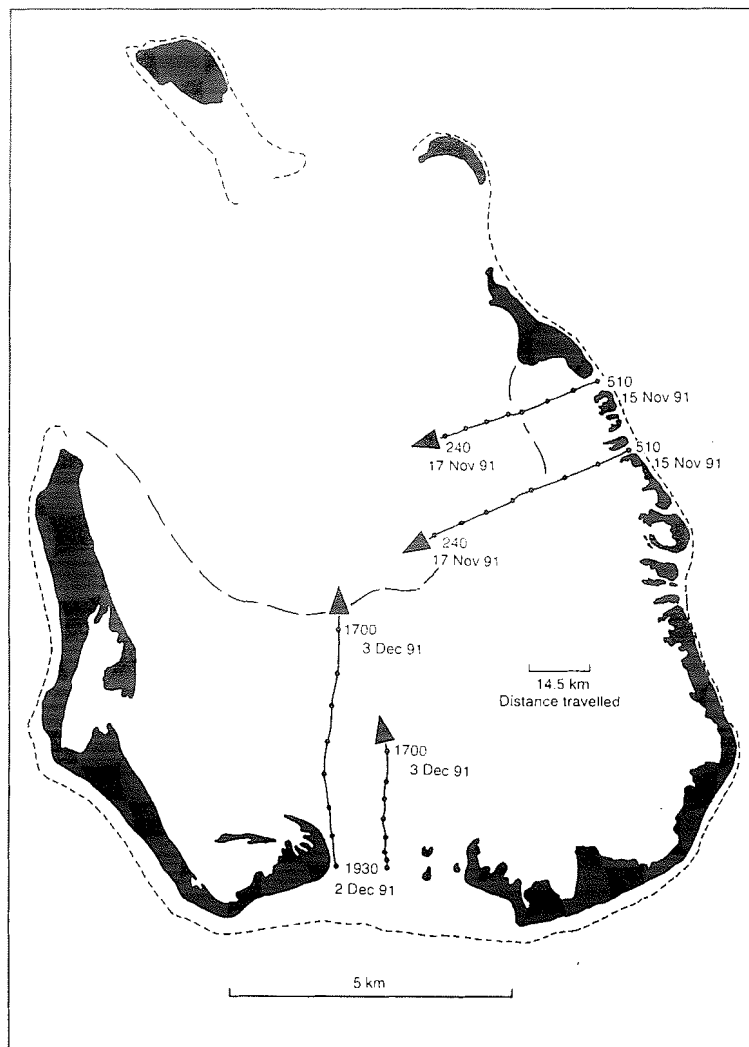 510
15 Nov 91
240
17 Nov 91
510
15 Nov 91
240
17 Nov 91
1700
3 Dec 91
14.5 km
Distance travelled
1700
3 Dec 91
1930
2 Dec 91
5 km